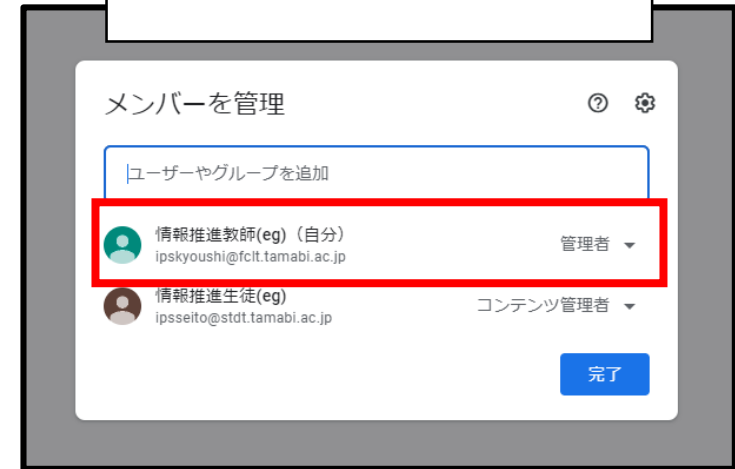 メンバーを管理
ユーザーやグループを追加
情報推進教師(eg)（自分）
ipskyoushi@fclt.tamabi.ac.jp
管理者
情報推進生徒(eg)
ipsseito@stdt.tamabi.ac.jp
コンテンツ管理者
完了